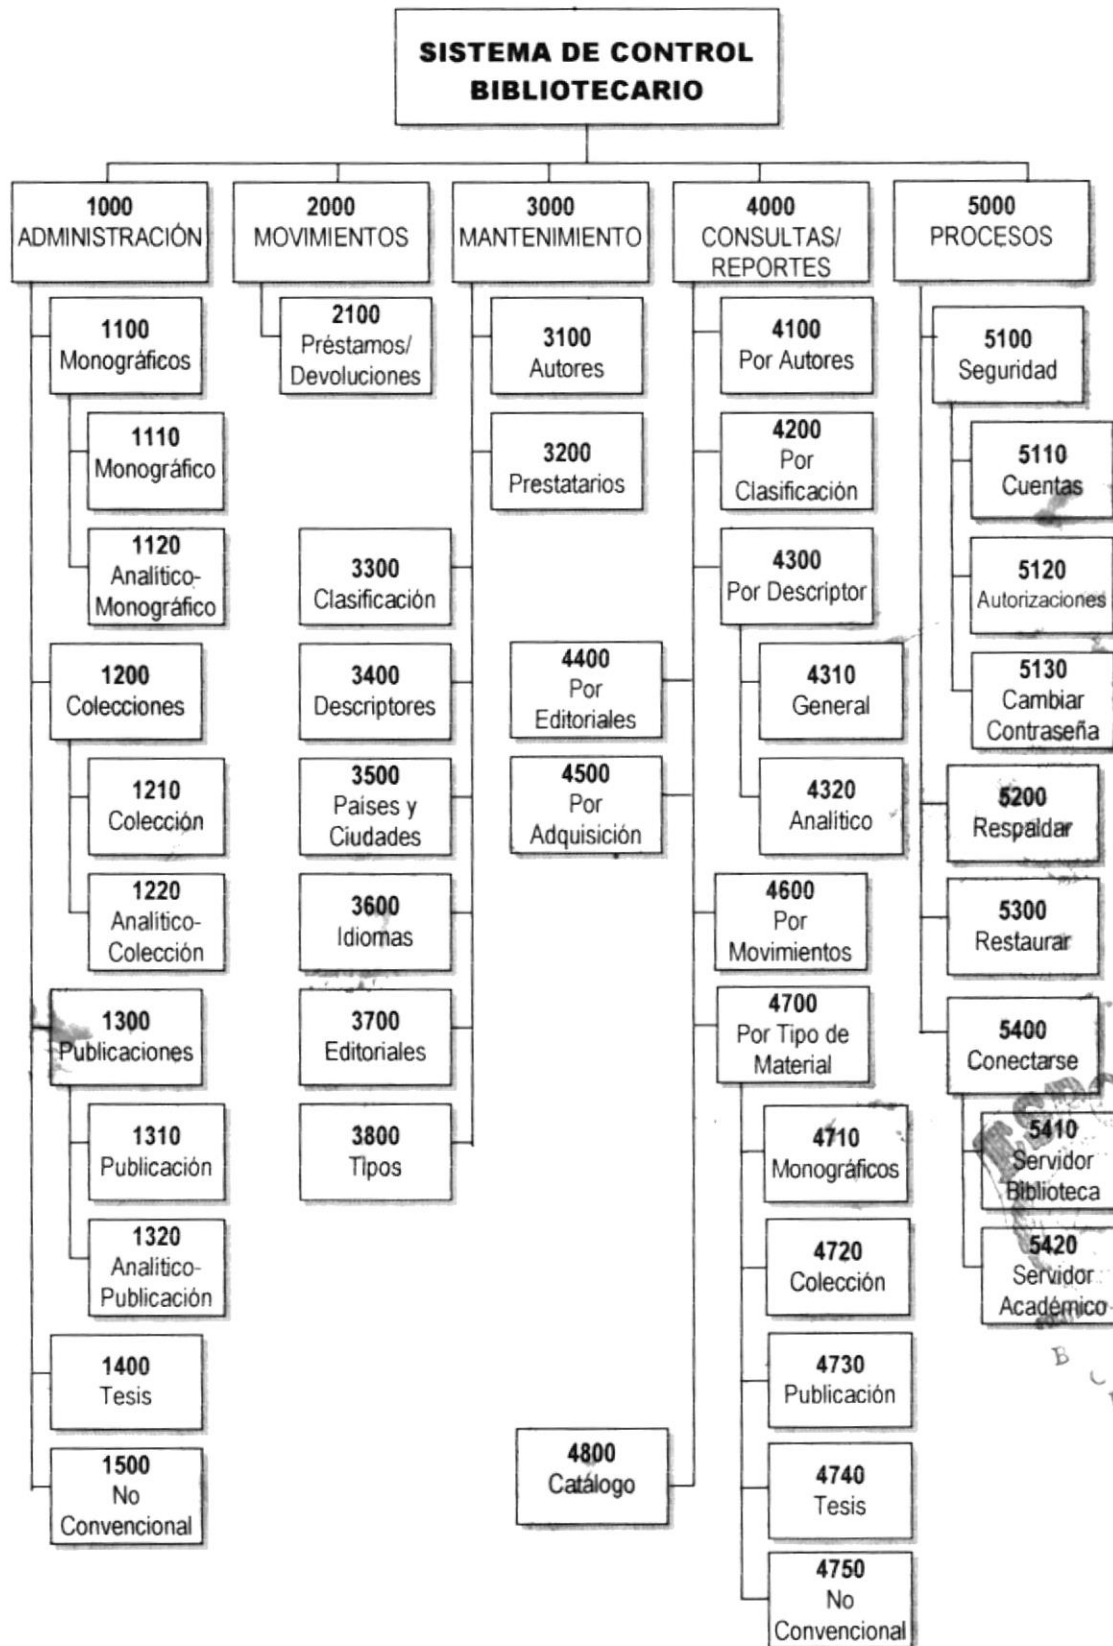 SISTEMA DE CONTROL
BIBLIOTECARIO
1000
ADMINISTRACIÓN
1100
Monográficos
1110
Monográfico
1120
Analítico-
Monográfico
1200
Colecciones
1210
Colección
1220
Analítico-
Colección
1300
Publicaciones
1310
Publicación
1320
Analítico-
Publicación
1400
Tesis
1500
No
Convencional
2000
MOVIMIENTOS
2100
Préstamos/
Devoluciones
3000
MANTENIMIENTO
3100
Autores
3200
Prestatarios
3300
Clasificación
3400
Descriptores
3500
Países y
Ciudades
3600
Idiomas
3700
Editoriales
3800
Tipos
4000
CONSULTAS/
REPORTES
4100
Por Autores
4200
Por
Clasificación
4300
Por Descriptor
4310
General
4320
Analítico
4400
Por
Editoriales
4500
Por
Adquisición
4600
Por
Movimientos
4700
Por Tipo de
Material
4710
Monográficos
4720
Colección
4730
Publicación
4740
Tesis
4750
No
Convencional
4800
Catálogo
5000
PROCESOS
5100
Seguridad
5110
Cuentas
5120
Autorizaciones
5130
Cambiar
Contraseña
5200
Respaldar
5300
Restaurar
5400
Conectarse
5410
Servidor
Biblioteca
5420
Servidor
Académico